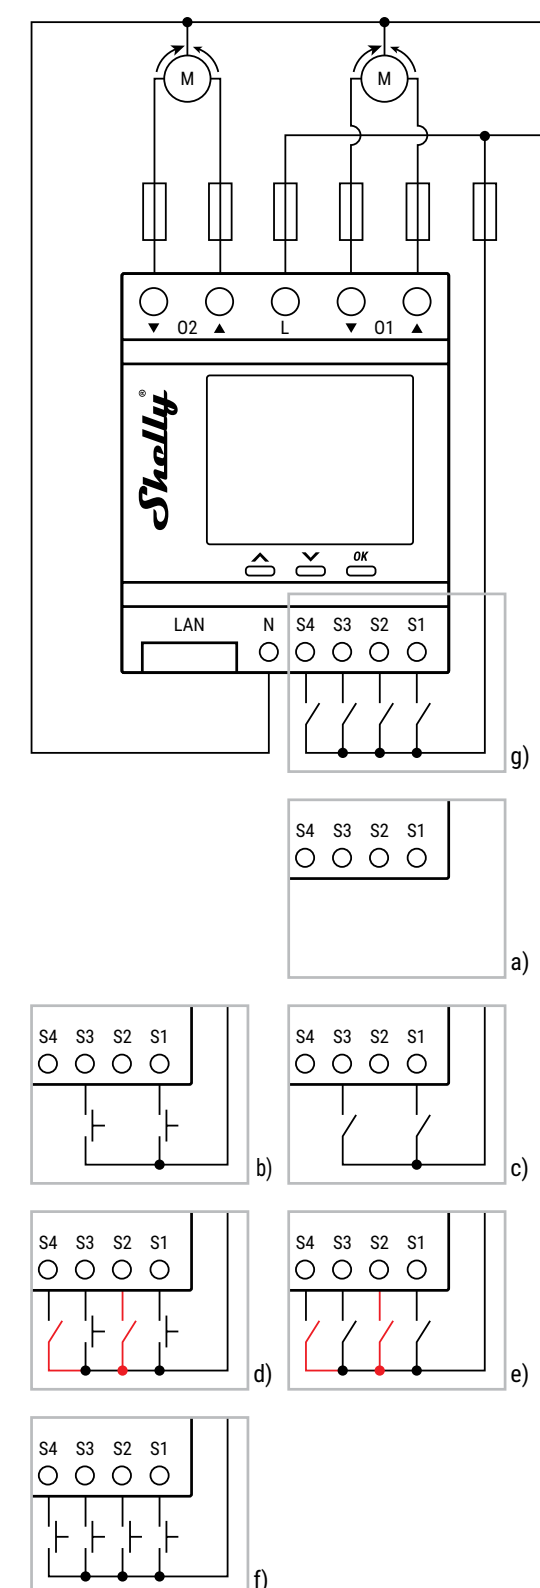 M M
▼ O2 ▲ L ▼ O1 ▲
Shelly®
OK
LAN N S4 S3 S2 S1
g)
S4 S3 S2 S1
a)
S4 S3 S2 S1
b)
S4 S3 S2 S1
c)
S4 S3 S2 S1
d)
S4 S3 S2 S1
e)
S4 S3 S2 S1
f)